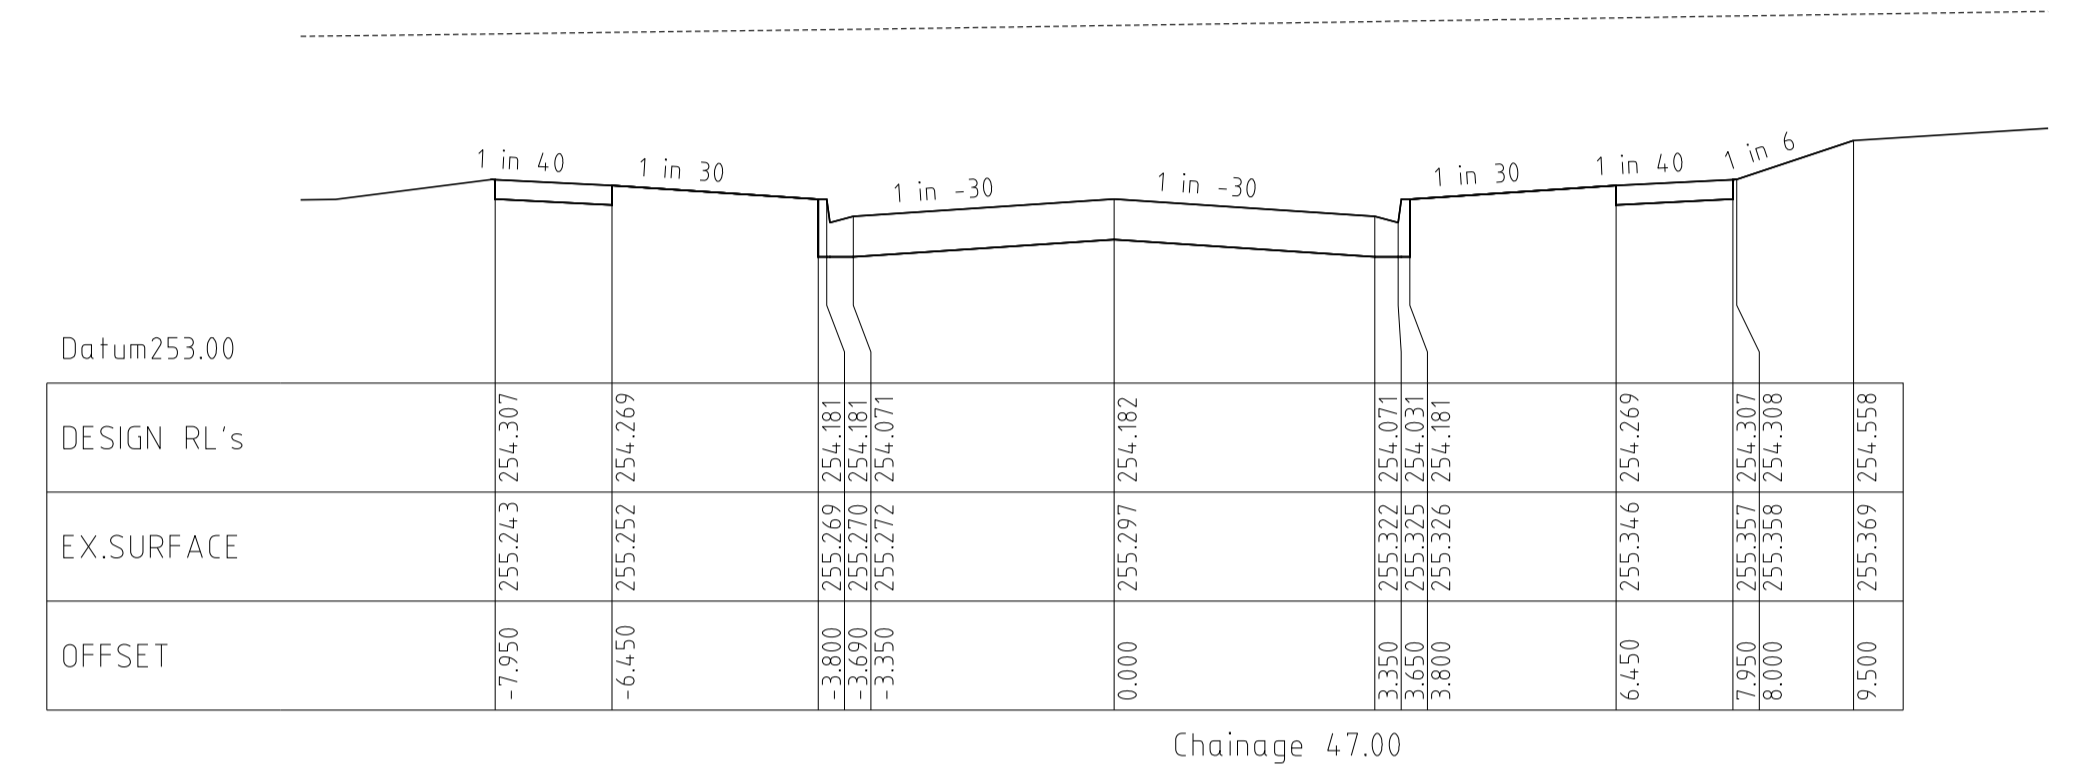 1 in 40
1 in 30
1 in -30
1 in -30
1 in 30
1 in 40
1 in 6
Datum253.00
DESIGN RL's 254.307 254.269 254.181 254.181 254.071 254.182 254.071 254.031 254.181 254.269 254.307 254.308 254.558
EX.SURFACE 255.243 255.252 255.269 255.270 255.272 255.297 255.322 255.325 255.326 255.346 255.357 255.358 255.369
OFFSET -7.950 -6.450 -3.800 -3.690 -3.350 0.000 3.350 3.650 3.800 6.450 7.950 8.000 9.500
Chainage 47.00